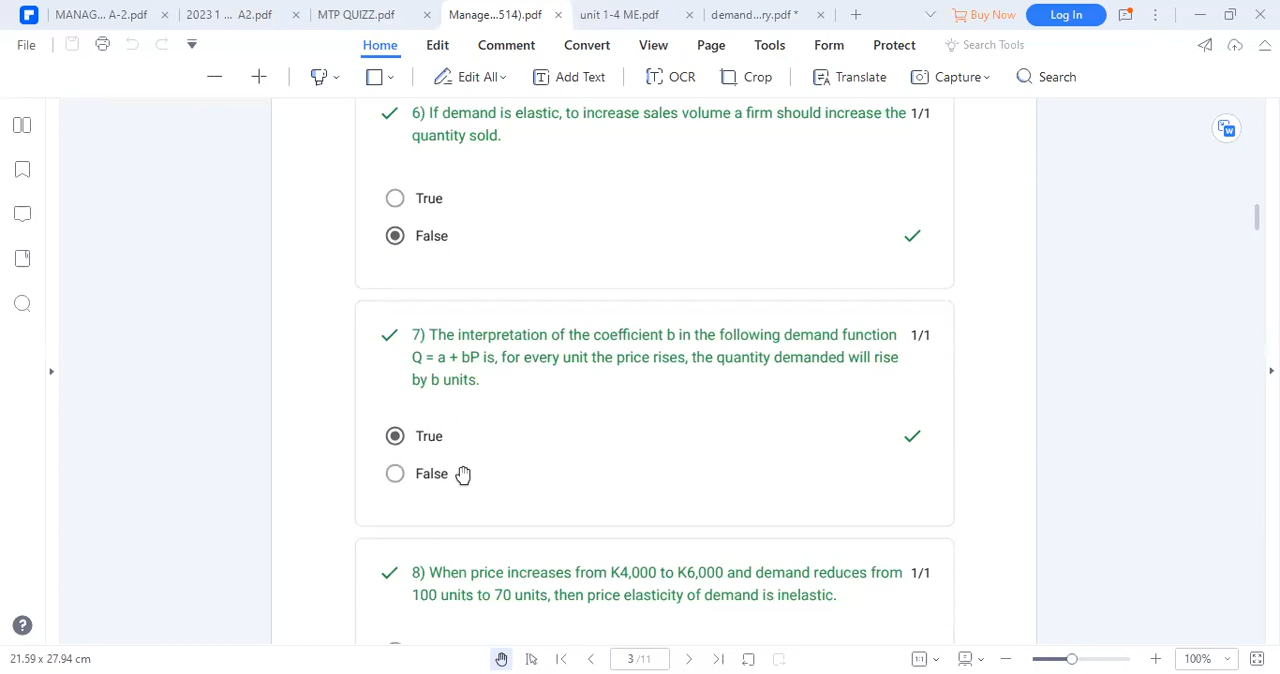 MANAG... A-2.pdf
2023 1 ... A2.pdf
MTP QUIZZ.pdf
Manage...514).pdf
unit 1-4 ME.pdf
demand...ry.pdf *
Buy Now
Log In
File
Home
Edit
Comment
Convert
View
Page
Tools
Form
Protect
Search Tools
Edit All
Add Text
OCR
Crop
Translate
Capture
Search
6) If demand is elastic, to increase sales volume a firm should increase the 1/1
quantity sold.
True
False
7) The interpretation of the coefficient b in the following demand function 1/1
Q = a + bP is, for every unit the price rises, the quantity demanded will rise
by b units.
True
False
8) When price increases from K4,000 to K6,000 and demand reduces from 1/1
100 units to 70 units, then price elasticity of demand is inelastic.
21.59 x 27.94 cm
3 /11
100%